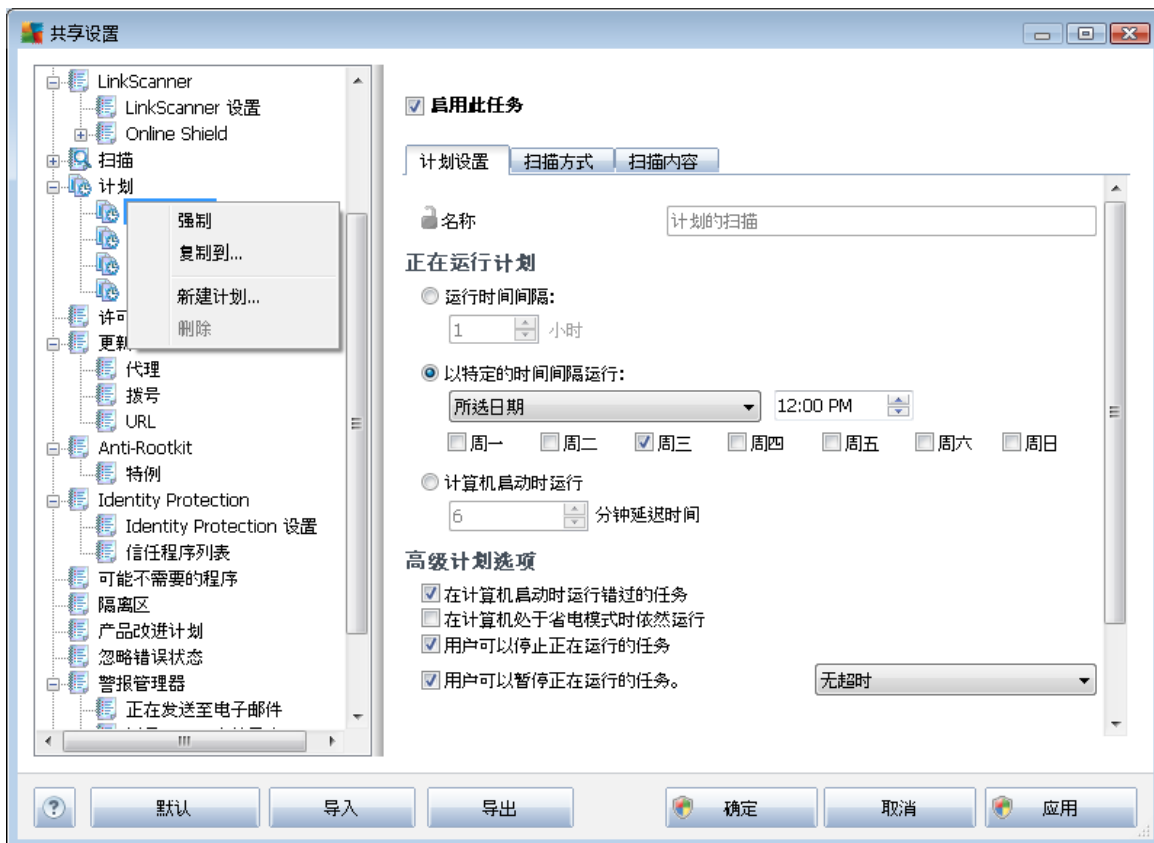 共享设置
LinkScanner
LinkScanner 设置
Online Shield
扫描
计划
强制
复制到...
新建计划...
删除
许可
更新
代理
拨号
URL
Anti-Rootkit
特例
Identity Protection
Identity Protection 设置
信任程序列表
可能不需要的程序
隔离区
产品改进计划
忽略错误状态
警报管理器
正在发送至电子邮件
启用此任务
计划设置 扫描方式 扫描内容
名称 计划的扫描
正在运行计划
运行时间间隔:
1 小时
以特定的时间间隔运行:
所选日期 12:00 PM
周一 周二 周三 周四 周五 周六 周日
计算机启动时运行
6 分钟延迟时间
高级计划选项
在计算机启动时运行错过的任务
在计算机处于省电模式时依然运行
用户可以停止正在运行的任务
用户可以暂停正在运行的任务。 无超时
? 默认 导入 导出 确定 取消 应用